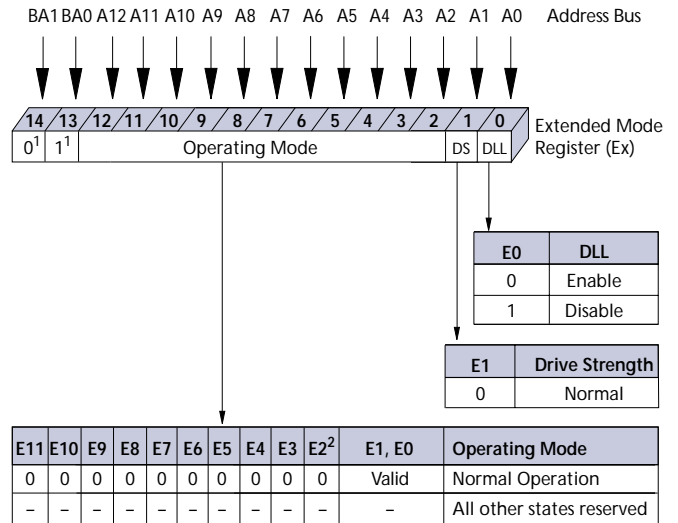 BA1 BA0 A12 A11 A10 A9 A8 A7 A6 A5 A4 A3 A2 A1 A0 Address Bus
14 13 12 11 10 9 8 7 6 5 4 3 2 1 0
Extended Mode
Register (Ex)
0¹ 1¹ Operating Mode DS DLL
E0 DLL
0 Enable
1 Disable
E1 Drive Strength
0 Normal
E11 E10 E9 E8 E7 E6 E5 E4 E3 E2² E1, E0 Operating Mode
0 0 0 0 0 0 0 0 0 0 Valid Normal Operation
– – – – – – – – – – – All other states reserved